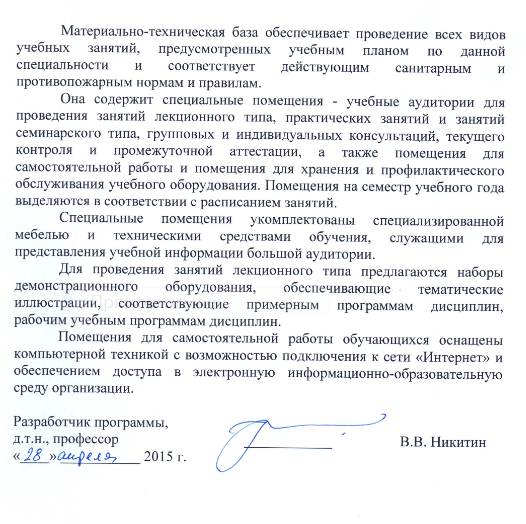 Материально-техническая база обеспечивает проведение всех видов
учебных занятий, предусмотренных учебным планом по данной
специальности и соответствует действующим санитарным и
противопожарным нормам и правилам.
Она содержит специальные помещения - учебные аудитории для
проведения занятий лекционного типа, практических занятий и занятий
семинарского типа, групповых и индивидуальных консультаций, текущего
контроля и промежуточной аттестации, а также помещения для
самостоятельной работы и помещения для хранения и профилактического
обслуживания учебного оборудования. Помещения на семестр учебного года
выделяются в соответствии с расписанием занятий.
Специальные помещения укомплектованы специализированной
мебелью и техническими средствами обучения, служащими для
представления учебной информации большой аудитории.
Для проведения занятий лекционного типа предлагаются наборы
демонстрационного оборудования, обеспечивающие тематические
иллюстрации, соответствующие примерным программам дисциплин,
рабочим учебным программам дисциплин.
Помещения для самостоятельной работы обучающихся оснащены
компьютерной техникой с возможностью подключения к сети «Интернет» и
обеспечением доступа в электронную информационно-образовательную
среду организации.
Разработчик программы,
д.т.н., профессор В.В. Никитин
«28» апреля 2015 г.